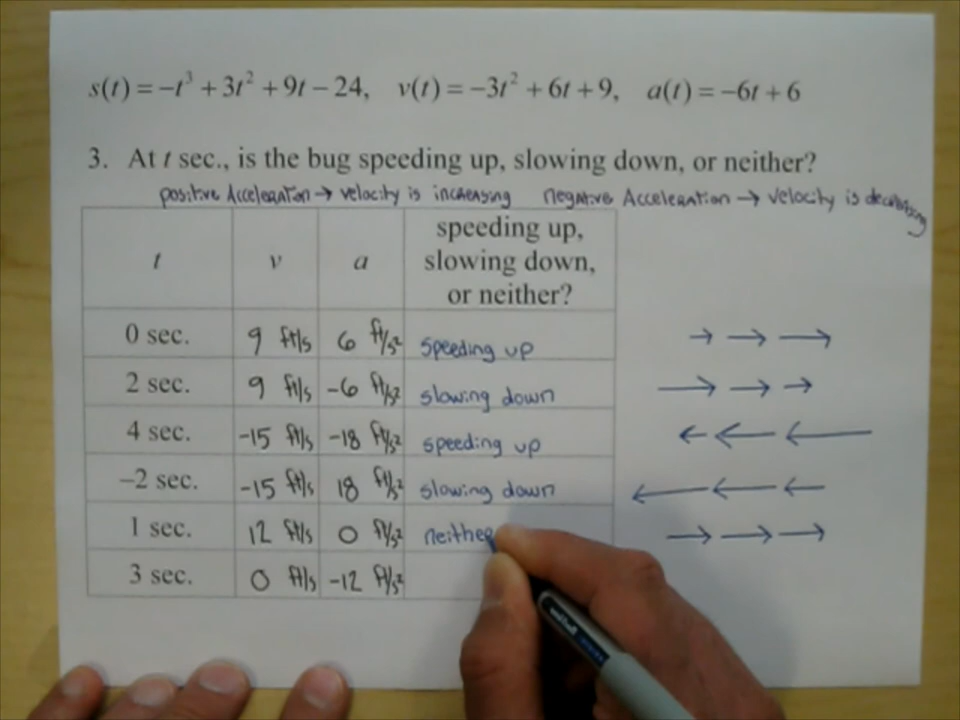 s(t) = −t³ + 3t² + 9t − 24, v(t) = −3t² + 6t + 9, a(t) = −6t + 6
3. At t sec., is the bug speeding up, slowing down, or neither?
positive Acceleration → velocity is increasing negative Acceleration → velocity is decreasing
t v a speeding up, slowing down, or neither?
0 sec. 9 ft/s 6 ft/s² speeding up → → →
2 sec. 9 ft/s −6 ft/s² slowing down → → →
4 sec. −15 ft/s −18 ft/s² speeding up ← ← ←
−2 sec. −15 ft/s 18 ft/s² slowing down ← ← ←
1 sec. 12 ft/s 0 ft/s² neither → → →
3 sec. 0 ft/s −12 ft/s²